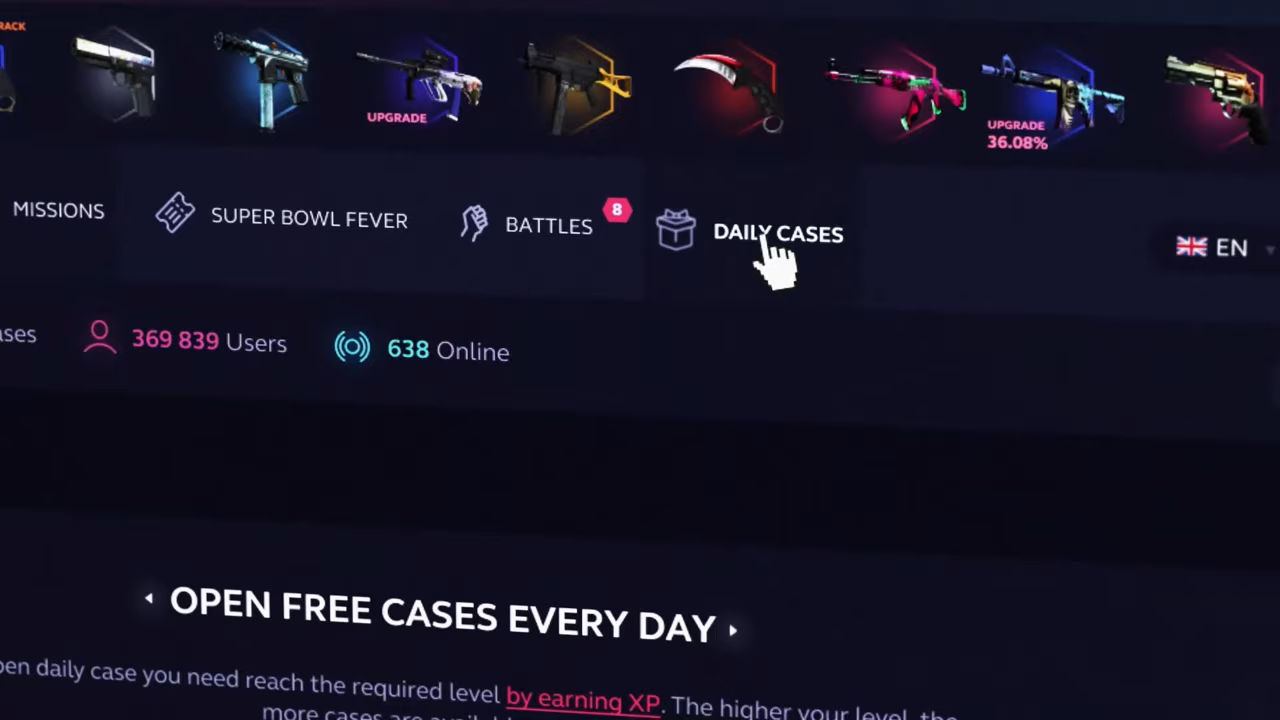 RACK
UPGRADE
UPGRADE
36.08%
MISSIONS
SUPER BOWL FEVER
BATTLES
8
DAILY CASES
EN
369 839 Users
638 Online
OPEN FREE CASES EVERY DAY
daily case you need reach the required level by earning XP. The higher your level, the
more cases are